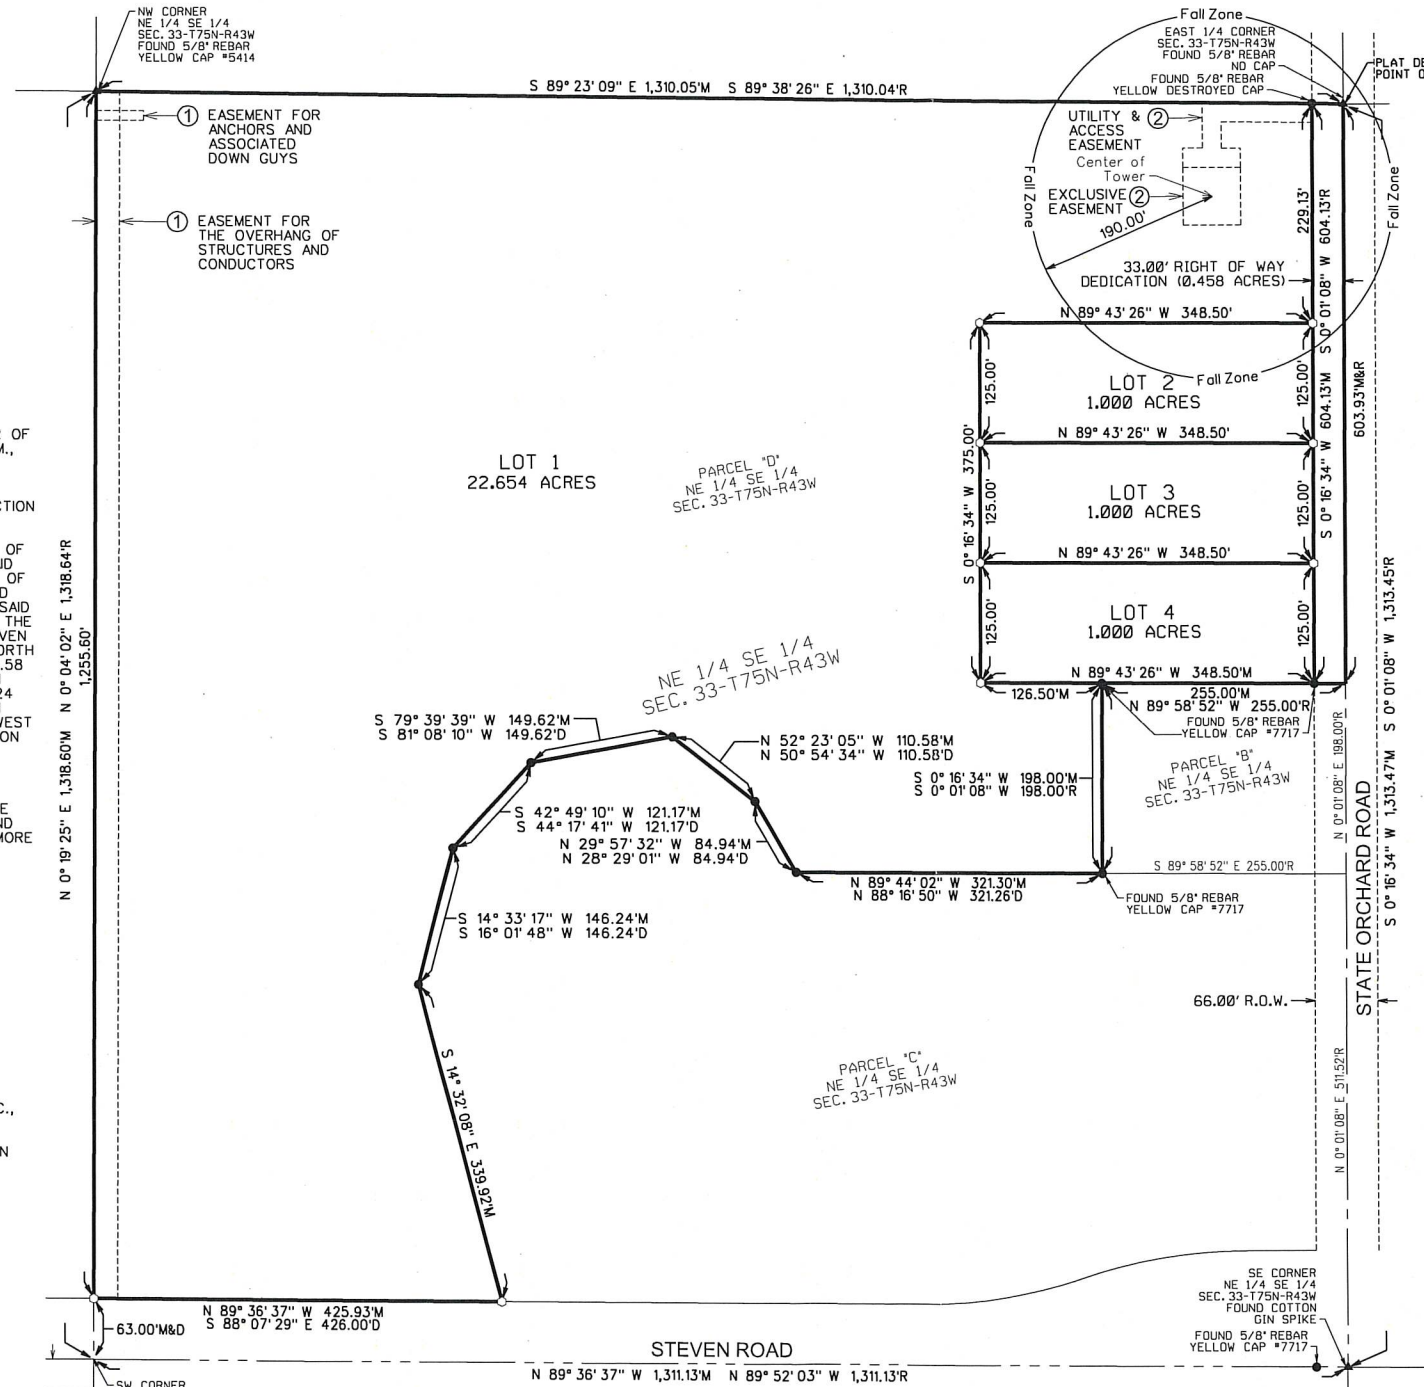 NW CORNER
NE 1/4 SE 1/4
SEC. 33-T75N-R43W
FOUND 5/8" REBAR
YELLOW CAP #5414
S 89° 23' 09" E 1,310.05'M S 89° 38' 26" E 1,310.04'R
Fall Zone
EAST 1/4 CORNER
SEC. 33-T75N-R43W
FOUND 5/8" REBAR
NO CAP
FOUND 5/8" REBAR
YELLOW DESTROYED CAP
PLAT DE
POINT O
1 EASEMENT FOR
ANCHORS AND
ASSOCIATED
DOWN GUYS
1 EASEMENT FOR
THE OVERHANG OF
STRUCTURES AND
CONDUCTORS
UTILITY & 2
ACCESS
EASEMENT
Center of
Tower
EXCLUSIVE 2
EASEMENT
190.00'
Fall Zone
Fall Zone
229.13'
S 0° 01' 08" W 604.13'R
33.00' RIGHT OF WAY
DEDICATION (0.458 ACRES)
N 89° 43' 26" W 348.50'
Fall Zone
LOT 2
1.000 ACRES
125.00'
125.00'
S 0° 16' 34" W 604.13'M
603.93'M&R
N 89° 43' 26" W 348.50'
S 0° 16' 34" W 375.00'
LOT 3
1.000 ACRES
125.00'
125.00'
N 89° 43' 26" W 348.50'
LOT 4
1.000 ACRES
125.00'
125.00'
N 89° 43' 26" W 348.50'M
126.50'M
255.00'M
N 89° 58' 52" W 255.00'R
FOUND 5/8" REBAR
YELLOW CAP #7717
LOT 1
22.654 ACRES
PARCEL "D"
NE 1/4 SE 1/4
SEC. 33-T75N-R43W
NE 1/4 SE 1/4
SEC. 33-T75N-R43W
OF
M.,
CTION
OF
ND
OF
D
SAID
THE
VEN
ORTH
.58
24
WEST
ON
E
ND
MORE
C.,
N
N 0° 19' 25" E 1,318.60'M N 0° 04' 02" E 1,318.64'R
1,255.60'
S 79° 39' 39" W 149.62'M
S 81° 08' 10" W 149.62'D
N 52° 23' 05" W 110.58'M
N 50° 54' 34" W 110.58'D
S 42° 49' 10" W 121.17'M
S 44° 17' 41" W 121.17'D
N 29° 57' 32" W 84.94'M
N 28° 29' 01" W 84.94'D
S 0° 16' 34" W 198.00'M
S 0° 01' 08" W 198.00'R
PARCEL "B"
NE 1/4 SE 1/4
SEC. 33-T75N-R43W
N 0° 01' 08" E 198.00'R
S 89° 58' 52" E 255.00'R
N 89° 44' 02" W 321.30'M
N 88° 16' 50" W 321.26'D
FOUND 5/8" REBAR
YELLOW CAP #7717
S 14° 33' 17" W 146.24'M
S 16° 01' 48" W 146.24'D
S 14° 32' 08" E 339.92'M
66.00' R.O.W.
STATE ORCHARD ROAD
S 0° 16' 34" W 1,313.47'M S 0° 01' 08" W 1,313.45'R
N 0° 01' 08" E 511.52'R
PARCEL "C"
NE 1/4 SE 1/4
SEC. 33-T75N-R43W
N 89° 36' 37" W 425.93'M
S 88° 07' 29" E 426.00'D
63.00'M&D
SE CORNER
NE 1/4 SE 1/4
SEC. 33-T75N-R43W
FOUND COTTON
GIN SPIKE
FOUND 5/8" REBAR
YELLOW CAP #7717
STEVEN ROAD
N 89° 36' 37" W 1,311.13'M N 89° 52' 03" W 1,311.13'R
SW CORNER